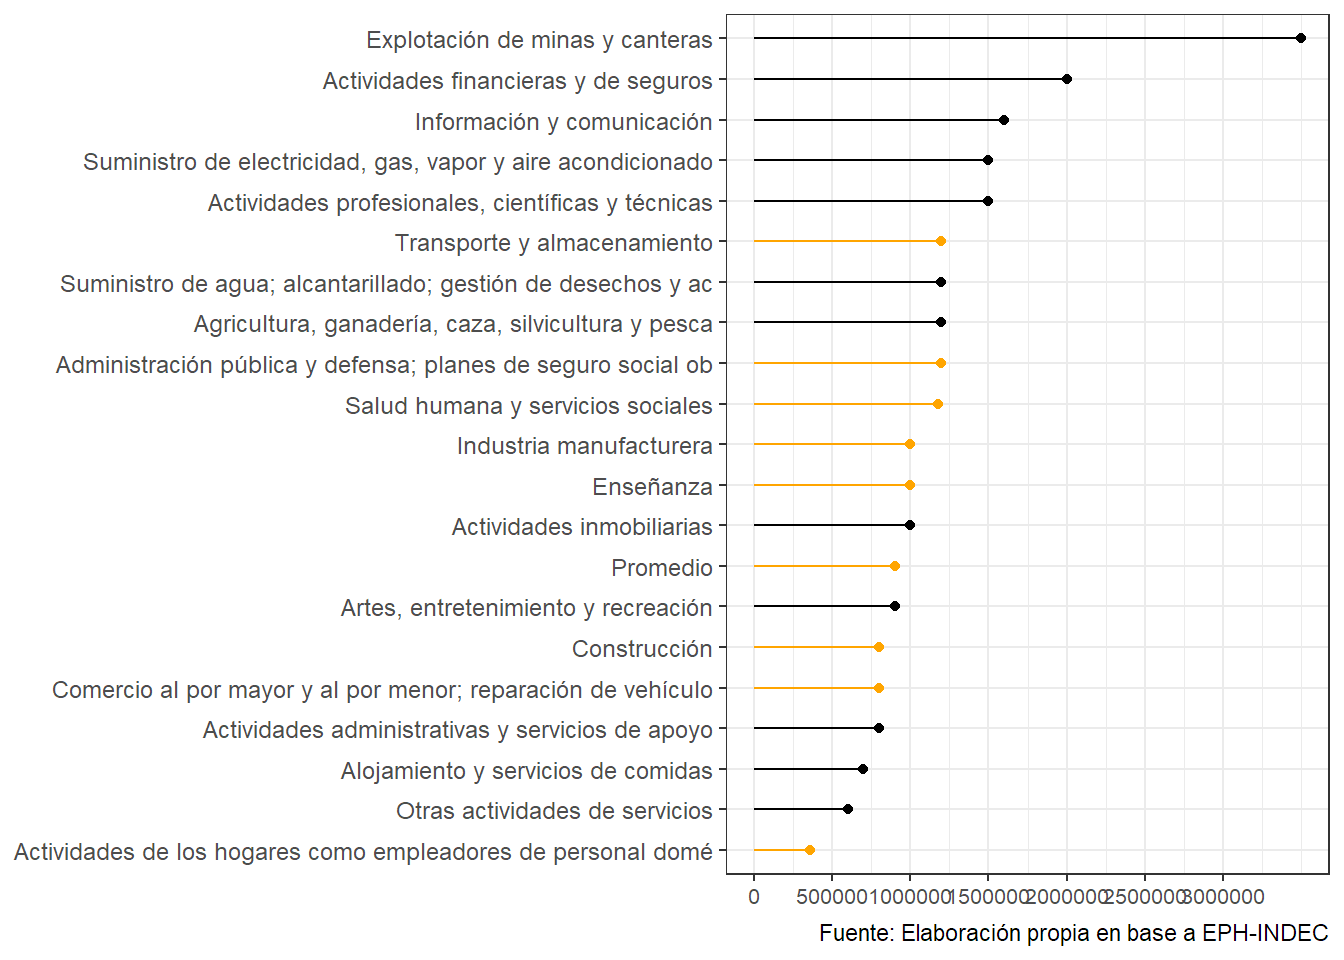 Explotación de minas y canteras
Actividades financieras y de seguros
Información y comunicación
Suministro de electricidad, gas, vapor y aire acondicionado
Actividades profesionales, científicas y técnicas
Transporte y almacenamiento
Suministro de agua; alcantarillado; gestión de desechos y ac
Agricultura, ganadería, caza, silvicultura y pesca
Administración pública y defensa; planes de seguro social ob
Salud humana y servicios sociales
Industria manufacturera
Enseñanza
Actividades inmobiliarias
Promedio
Artes, entretenimiento y recreación
Construcción
Comercio al por mayor y al por menor; reparación de vehículo
Actividades administrativas y servicios de apoyo
Alojamiento y servicios de comidas
Otras actividades de servicios
Actividades de los hogares como empleadores de personal domé
0 500000 1000000 1500000 2000000 2500000 3000000
Fuente: Elaboración propia en base a EPH-INDEC